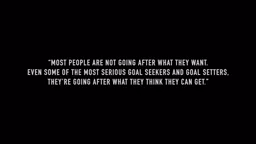 "MOST PEOPLE ARE NOT GOING AFTER WHAT THEY WANT.
EVEN SOME OF THE MOST SERIOUS GOAL SEEKERS AND GOAL SETTERS,
THEY'RE GOING AFTER WHAT THEY THINK THEY CAN GET."